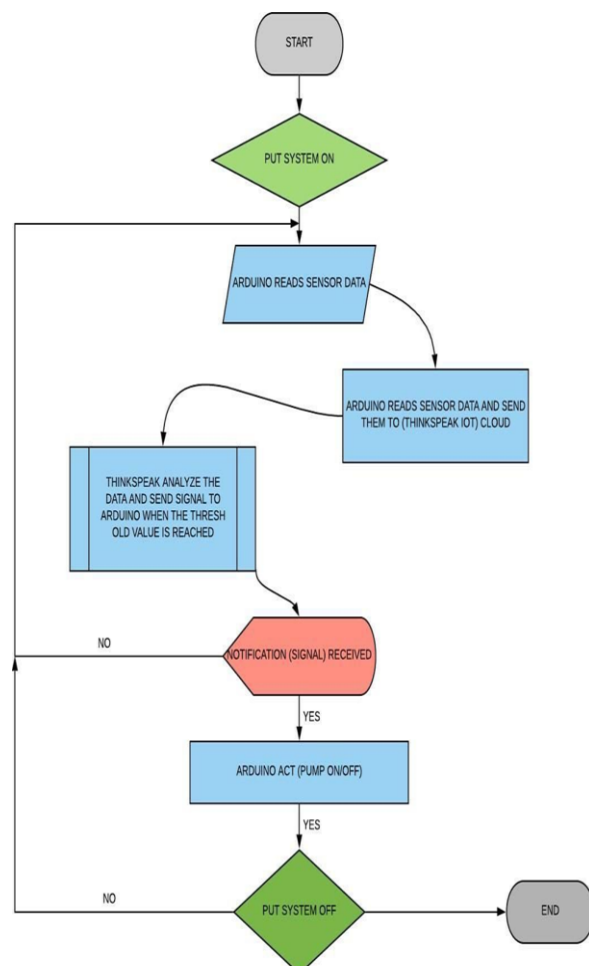 START
PUT SYSTEM ON
ARDUINO READS SENSOR DATA
ARDUINO READS SENSOR DATA AND SEND
THEM TO (THINKSPEAK IOT) CLOUD
THINKSPEAK ANALYZE THE
DATA AND SEND SIGNAL TO
ARDUINO WHEN THE THRESH
OLD VALUE IS REACHED
NO
NOTIFICATION (SIGNAL) RECEIVED
YES
ARDUINO ACT (PUMP ON/OFF)
YES
NO
PUT SYSTEM OFF
END